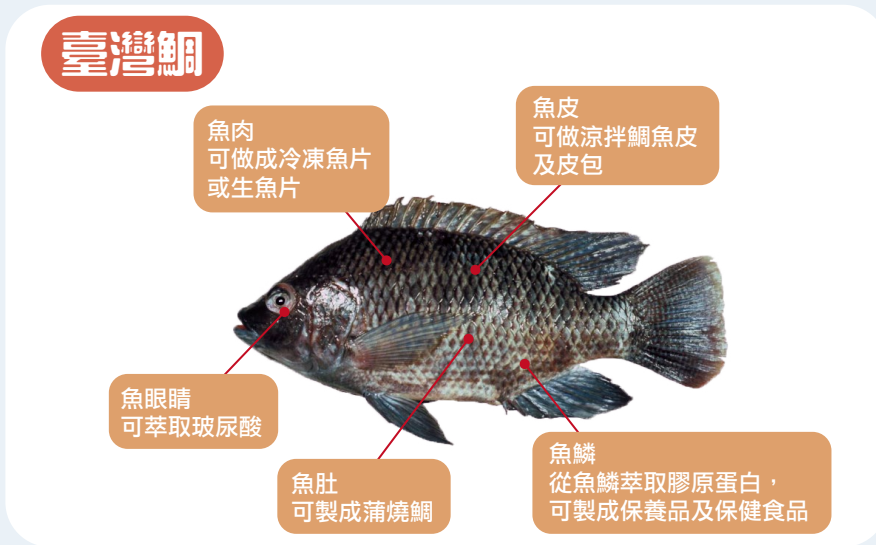 臺灣鯛
魚肉
可做成冷凍魚片
或生魚片
魚皮
可做涼拌鯛魚皮
及皮包
魚眼睛
可萃取玻尿酸
魚肚
可製成蒲燒鯛
魚鱗
從魚鱗萃取膠原蛋白，
可製成保養品及保健食品